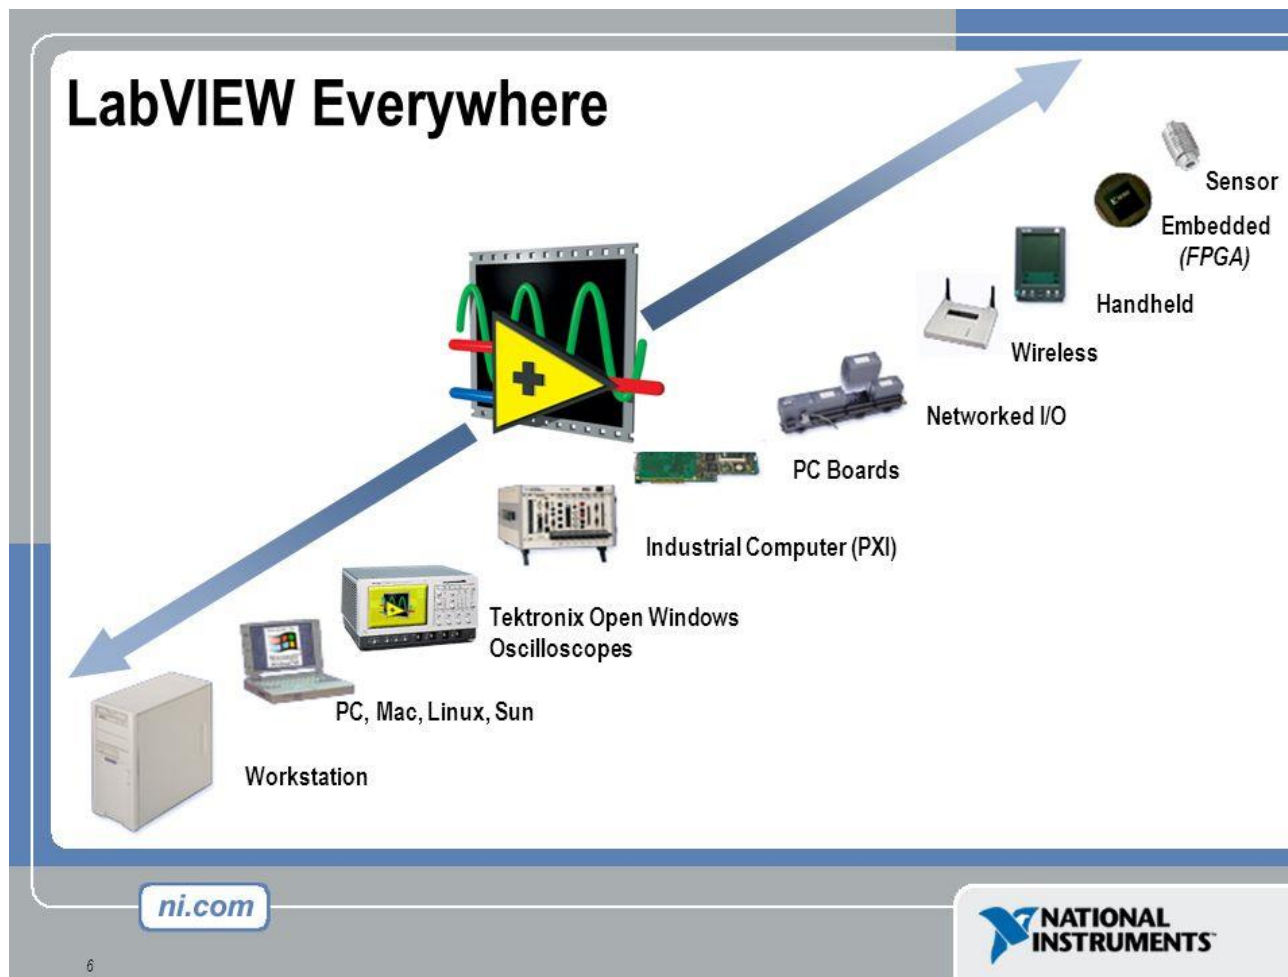 LabVIEW Everywhere
Sensor
Embedded
(FPGA)
Handheld
Wireless
Networked I/O
PC Boards
Industrial Computer (PXI)
Tektronix Open Windows
Oscilloscopes
PC, Mac, Linux, Sun
Workstation
ni.com
NATIONAL
INSTRUMENTS™
6